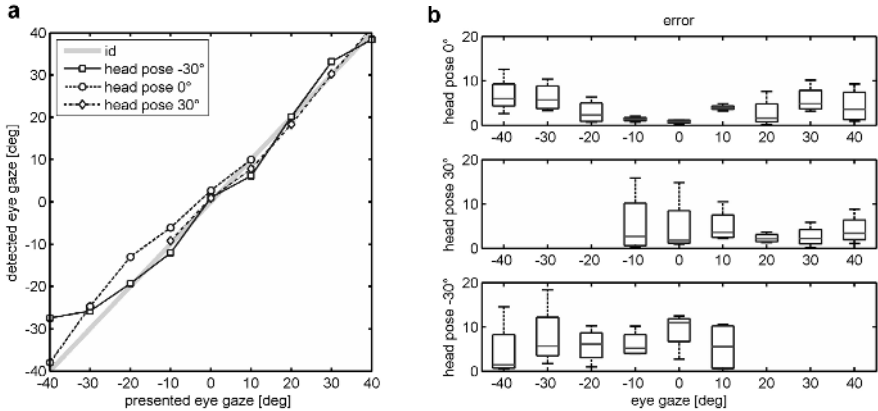 a
40
30
20
10
0
-10
-20
-30
-40
detected eye gaze [deg]
id
head pose -30°
head pose 0°
head pose 30°
-40 -30 -20 -10 0 10 20 30 40
presented eye gaze [deg]
b
error
head pose 0°
20
10
0
-40 -30 -20 -10 0 10 20 30 40
head pose 30°
20
10
0
-40 -30 -20 -10 0 10 20 30 40
head pose -30°
20
10
0
-40 -30 -20 -10 0 10 20 30 40
eye gaze [deg]